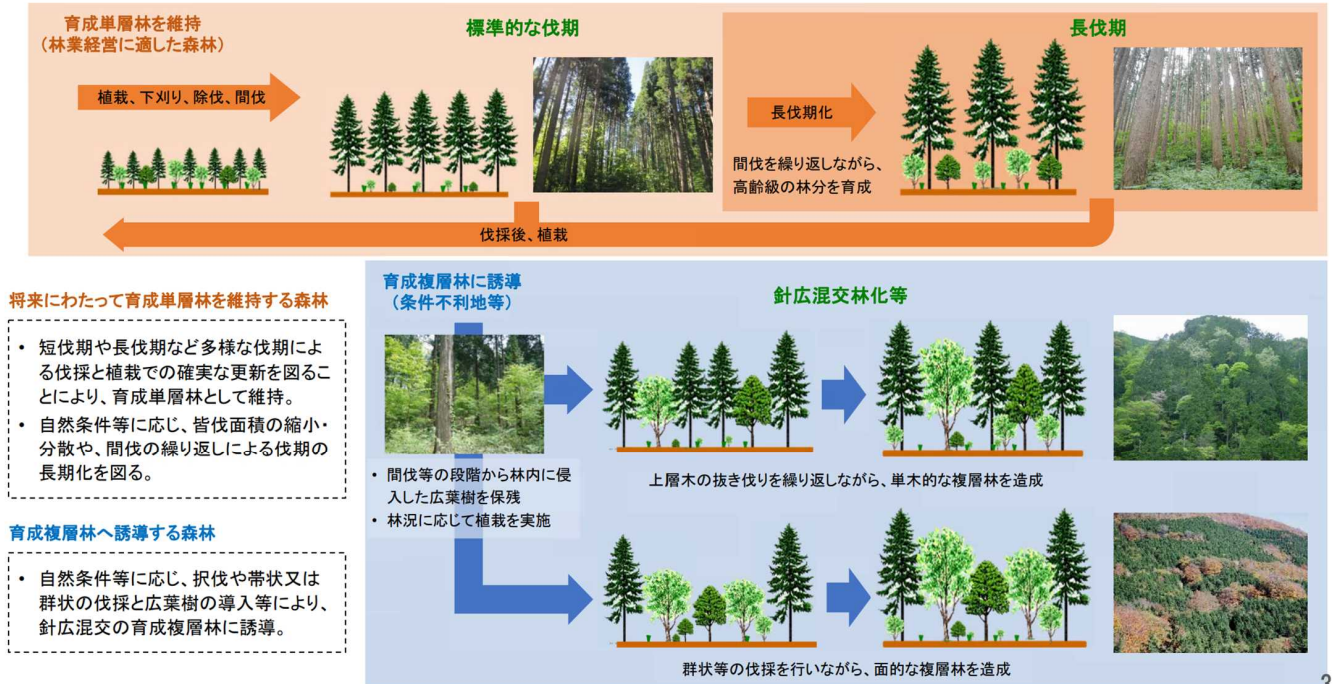 育成単層林を維持
（林業経営に適した森林）
標準的な伐期
長伐期
植栽、下刈り、除伐、間伐
長伐期化
間伐を繰り返しながら、
高齢級の林分を育成
伐採後、植栽
将来にわたって育成単層林を維持する森林
• 短伐期や長伐期など多様な伐期によ
る伐採と植栽での確実な更新を図るこ
とにより、育成単層林として維持。
• 自然条件等に応じ、皆伐面積の縮小・
分散や、間伐の繰り返しによる伐期の
長期化を図る。
育成複層林へ誘導する森林
• 自然条件等に応じ、択伐や帯状又は
群状の伐採と広葉樹の導入等により、
針広混交の育成複層林に誘導。
育成複層林に誘導
（条件不利地等）
針広混交林化等
• 間伐等の段階から林内に侵
入した広葉樹を保残
• 林況に応じて植栽を実施
上層木の抜き伐りを繰り返しながら、単木的な複層林を造成
群状等の伐採を行いながら、面的な複層林を造成
3